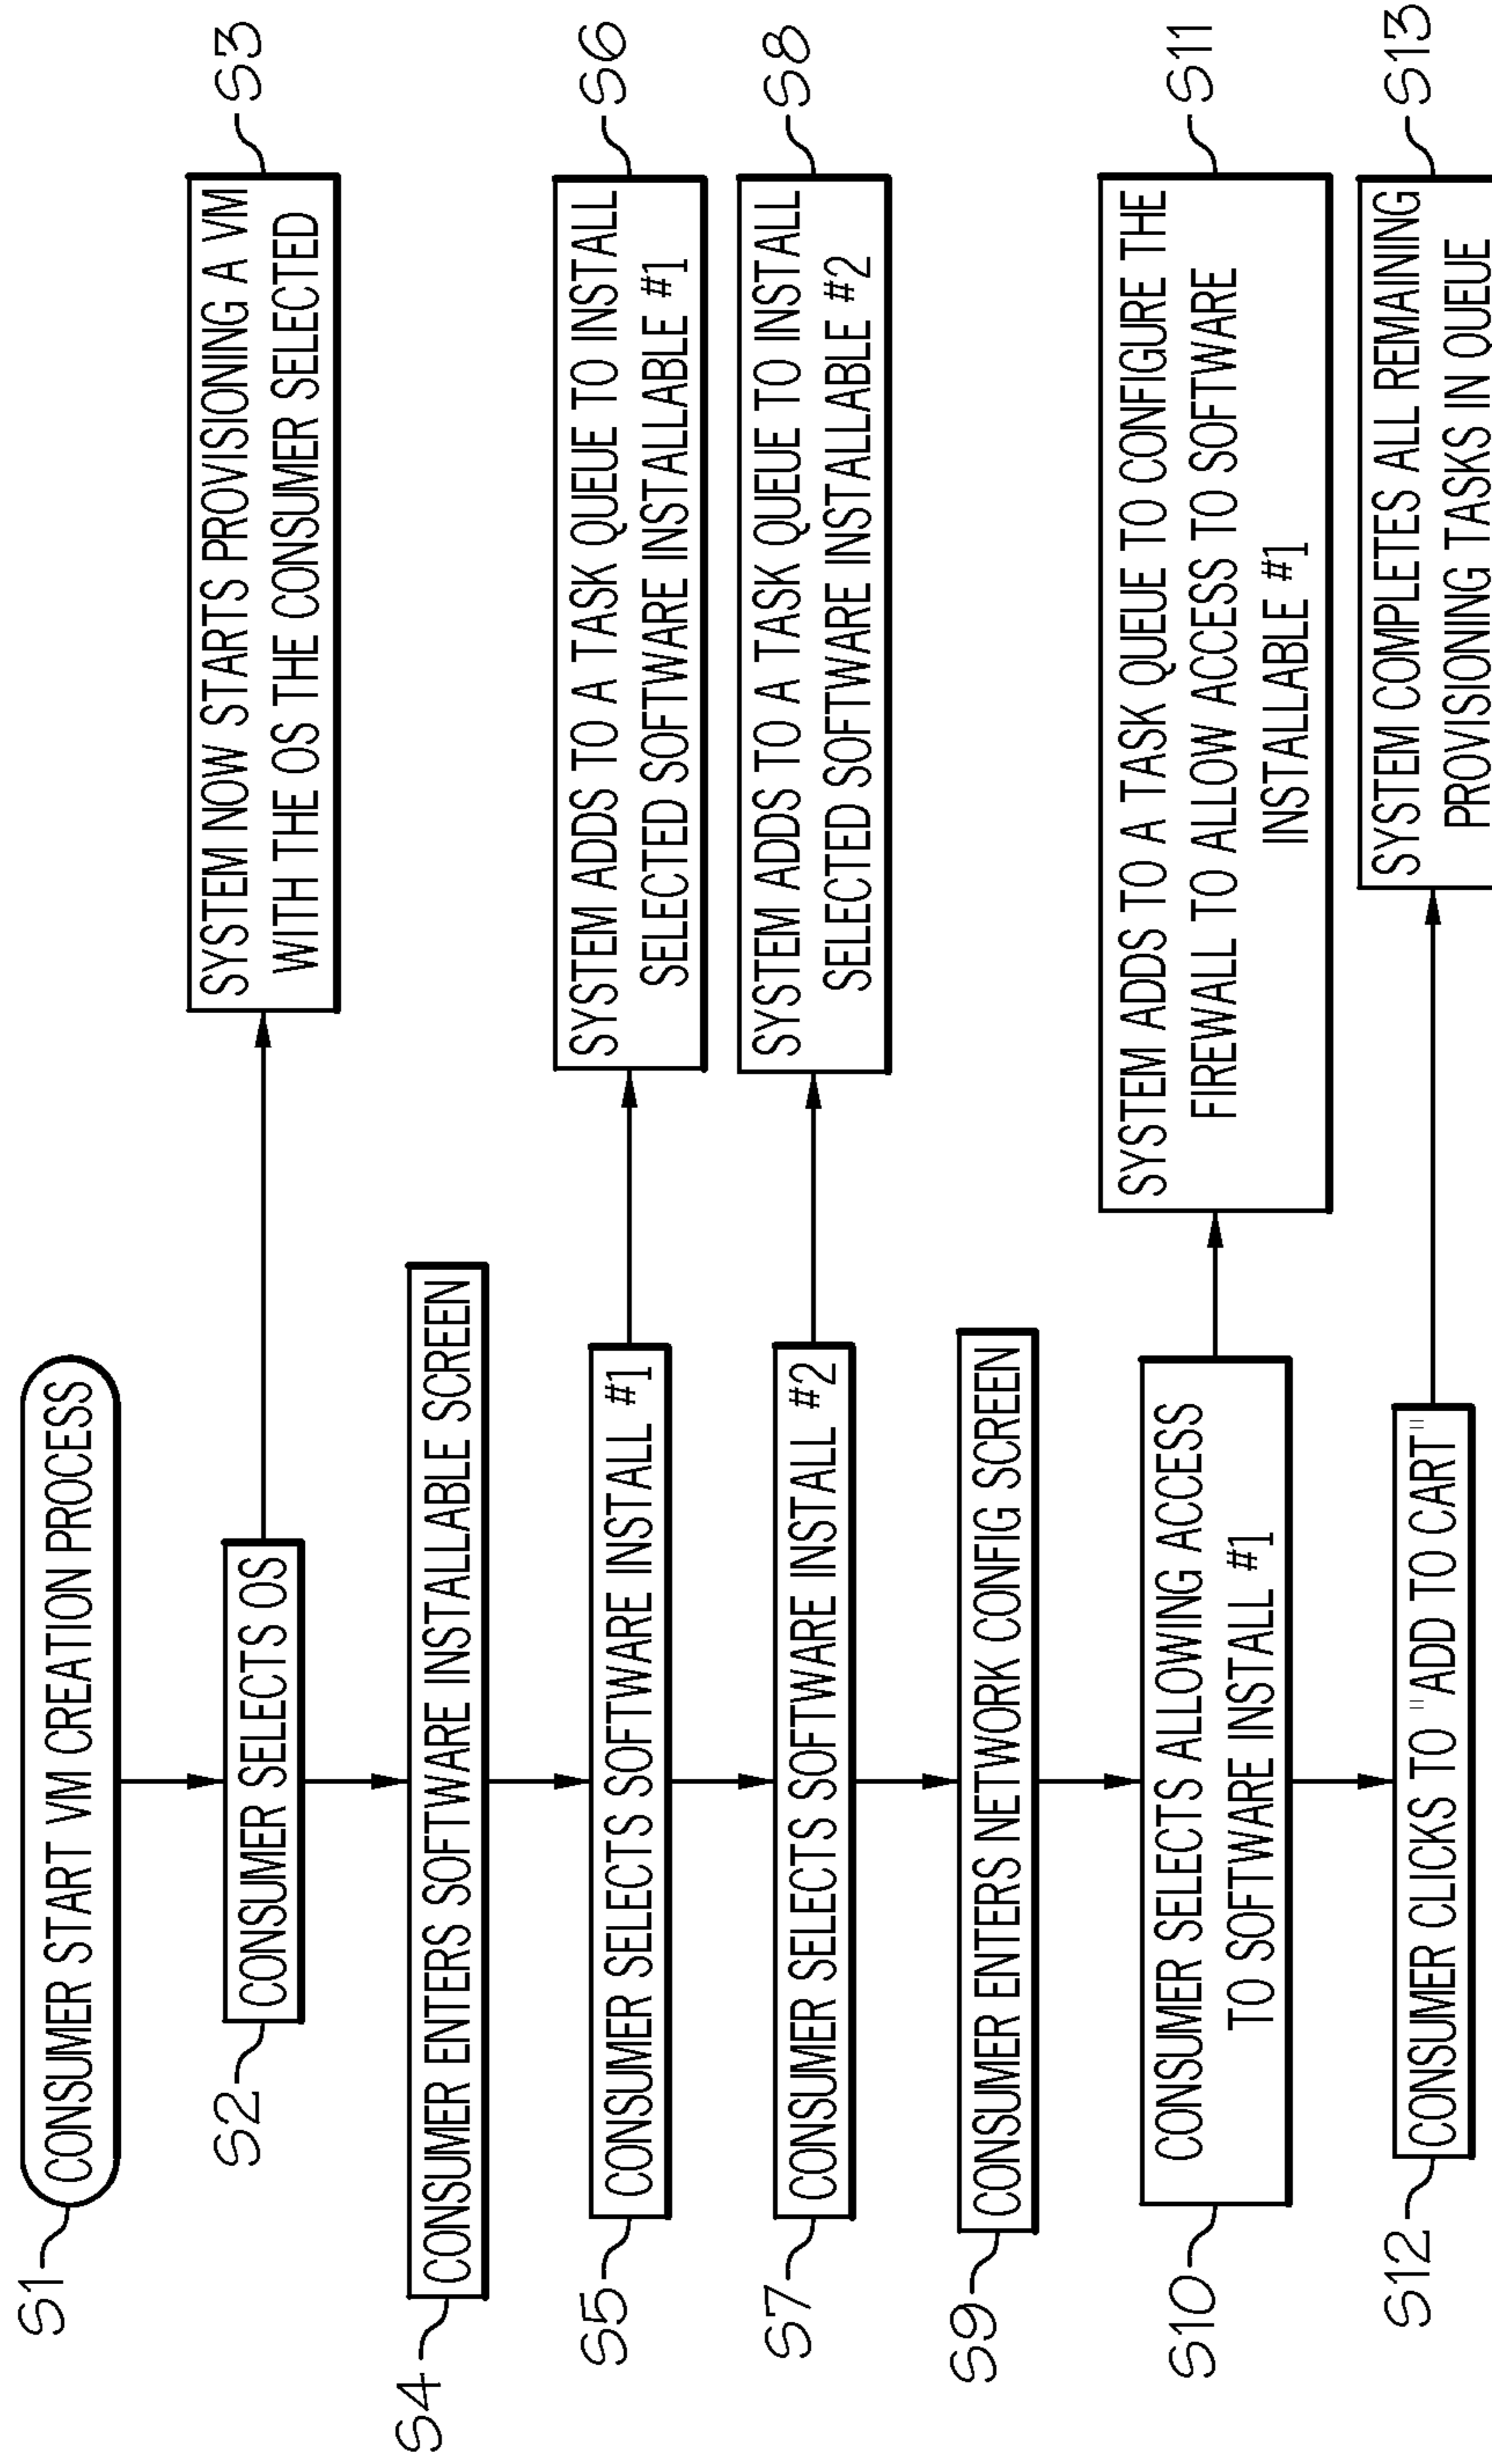 S1
CONSUMER START VM CREATION PROCESS
S2
CONSUMER SELECTS OS
SYSTEM NOW STARTS PROVISIONING A VM
WITH THE OS THE CONSUMER SELECTED
S3
S4
CONSUMER ENTERS SOFTWARE INSTALLABLE SCREEN
S5
CONSUMER SELECTS SOFTWARE INSTALL #1
SYSTEM ADDS TO A TASK QUEUE TO INSTALL
SELECTED SOFTWARE INSTALLABLE #1
S6
S7
CONSUMER SELECTS SOFTWARE INSTALL #2
SYSTEM ADDS TO A TASK QUEUE TO INSTALL
SELECTED SOFTWARE INSTALLABLE #2
S8
S9
CONSUMER ENTERS NETWORK CONFIG SCREEN
S10
CONSUMER SELECTS ALLOWING ACCESS
TO SOFTWARE INSTALL #1
SYSTEM ADDS TO A TASK QUEUE TO CONFIGURE THE
FIREWALL TO ALLOW ACCESS TO SOFTWARE
INSTALLABLE #1
S11
S12
CONSUMER CLICKS TO "ADD TO CART"
SYSTEM COMPLETES ALL REMAINING
PROVISIONING TASKS IN QUEUE
S13